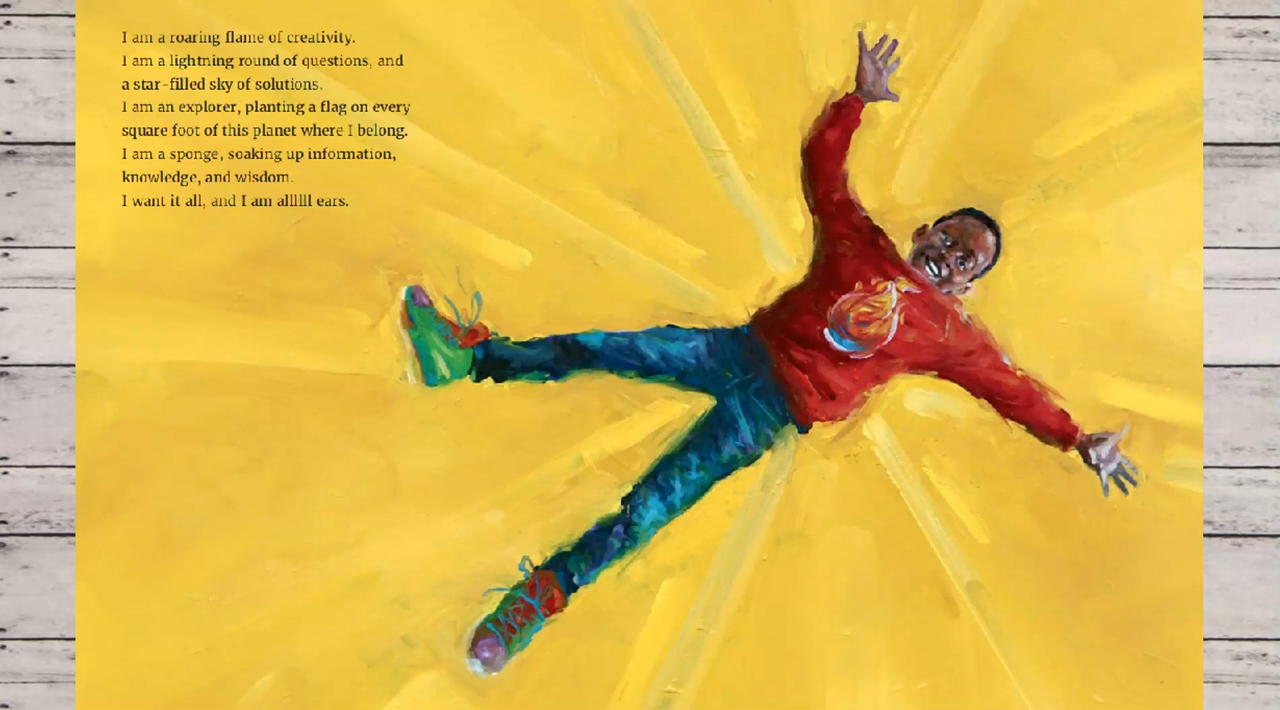 I am a roaring flame of creativity.
I am a lightning round of questions, and
a star-filled sky of solutions.
I am an explorer, planting a flag on every
square foot of this planet where I belong.
I am a sponge, soaking up information,
knowledge, and wisdom.
I want it all, and I am allllll ears.